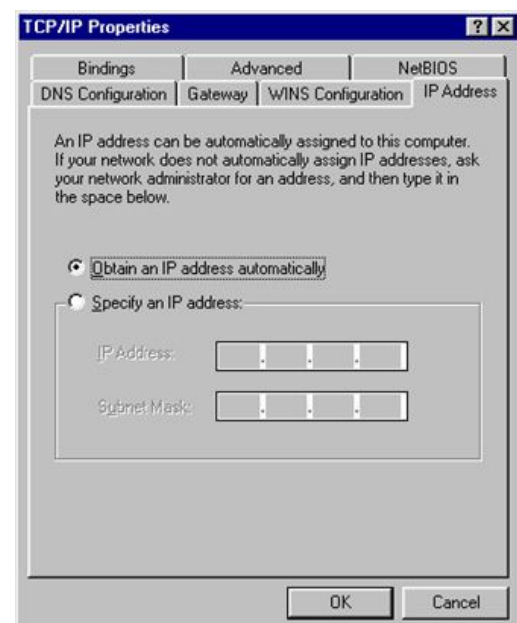 TCP/IP Properties
Bindings Advanced NetBIOS
DNS Configuration Gateway WINS Configuration IP Address
An IP address can be automatically assigned to this computer.
If your network does not automatically assign IP addresses, ask
your network administrator for an address, and then type it in
the space below.
Obtain an IP address automatically
Specify an IP address:
IP Address:
Subnet Mask:
OK Cancel